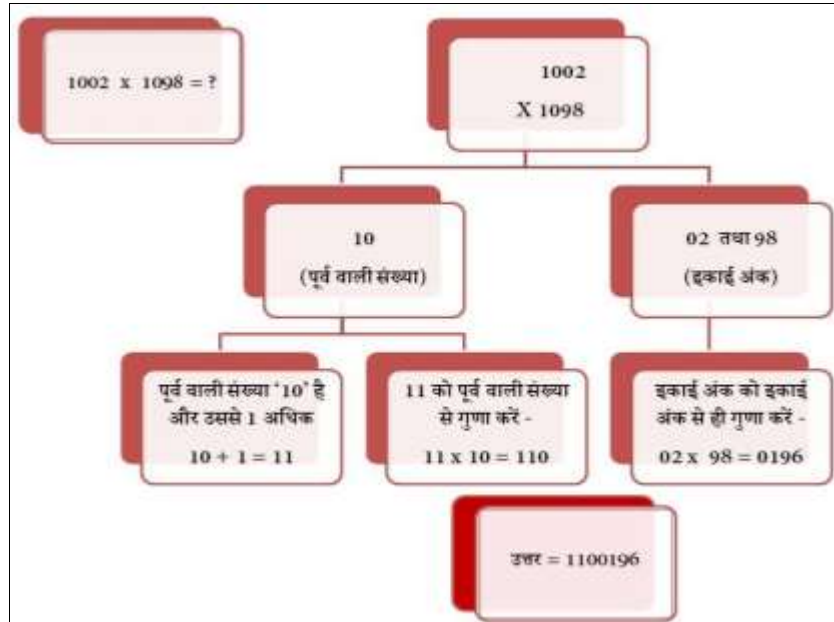 1002 x 1098 = ?
1002
X 1098
10
(पूर्व वाली संख्या)
02 तथा 98
(इकाई अंक)
पूर्व वाली संख्या ‘10’ है
और उससे 1 अधिक
10 + 1 = 11
11 को पूर्व वाली संख्या
से गुणा करें -
11 x 10 = 110
इकाई अंक को इकाई
अंक से ही गुणा करें -
02 x 98 = 0196
उत्तर = 1100196